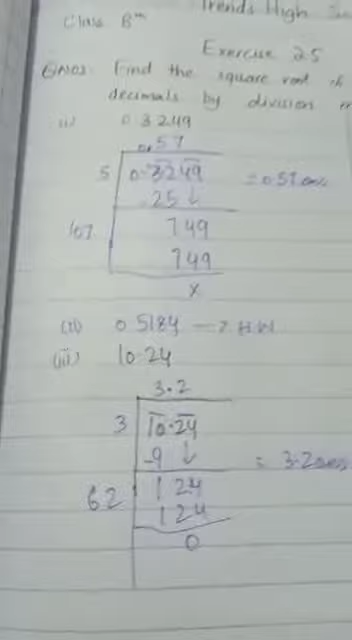 Trends High
Class 8th
Exercise 2.5
QNo2. Find the square root of
decimals by division
(i) 0.3249
0.57
5 0.3249 = 0.57 ans
.25 ↓
107 749
749
x
(ii) 0.5184 — ? H.W
(iii) 10.24
3.2
3 10.24
-9 ↓ = 3.2 ans
62 124
124
0